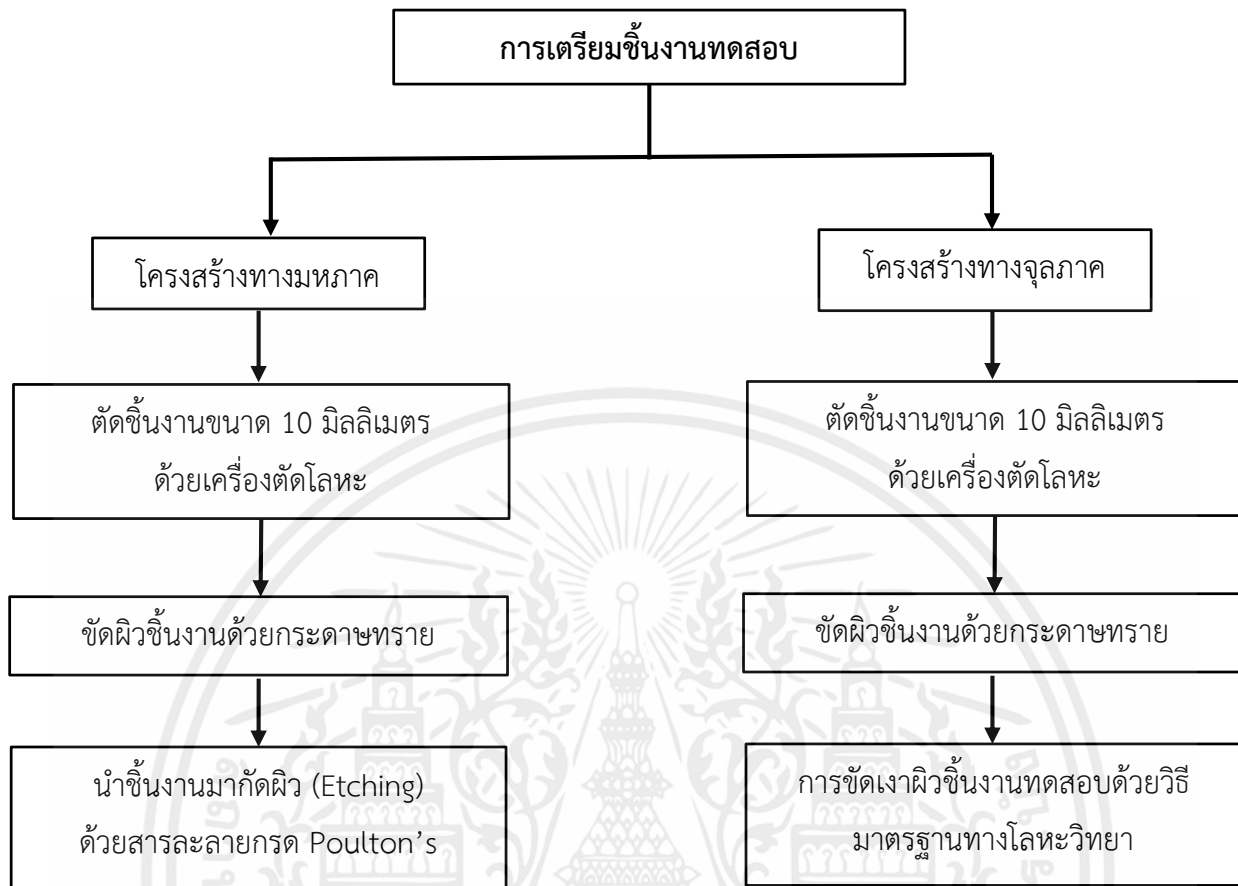 การเตรียมชิ้นงานทดสอบ
โครงสร้างทางมหภาค
โครงสร้างทางจุลภาค
ตัดชิ้นงานขนาด 10 มิลลิเมตร
ด้วยเครื่องตัดโลหะ
ตัดชิ้นงานขนาด 10 มิลลิเมตร
ด้วยเครื่องตัดโลหะ
ขัดผิวชิ้นงานด้วยกระดาษทราย
ขัดผิวชิ้นงานด้วยกระดาษทราย
นำชิ้นงานมากัดผิว (Etching)
ด้วยสารละลายกรด Poulton's
การขัดเงาผิวชิ้นงานทดสอบด้วยวิธี
มาตรฐานทางโลหะวิทยา